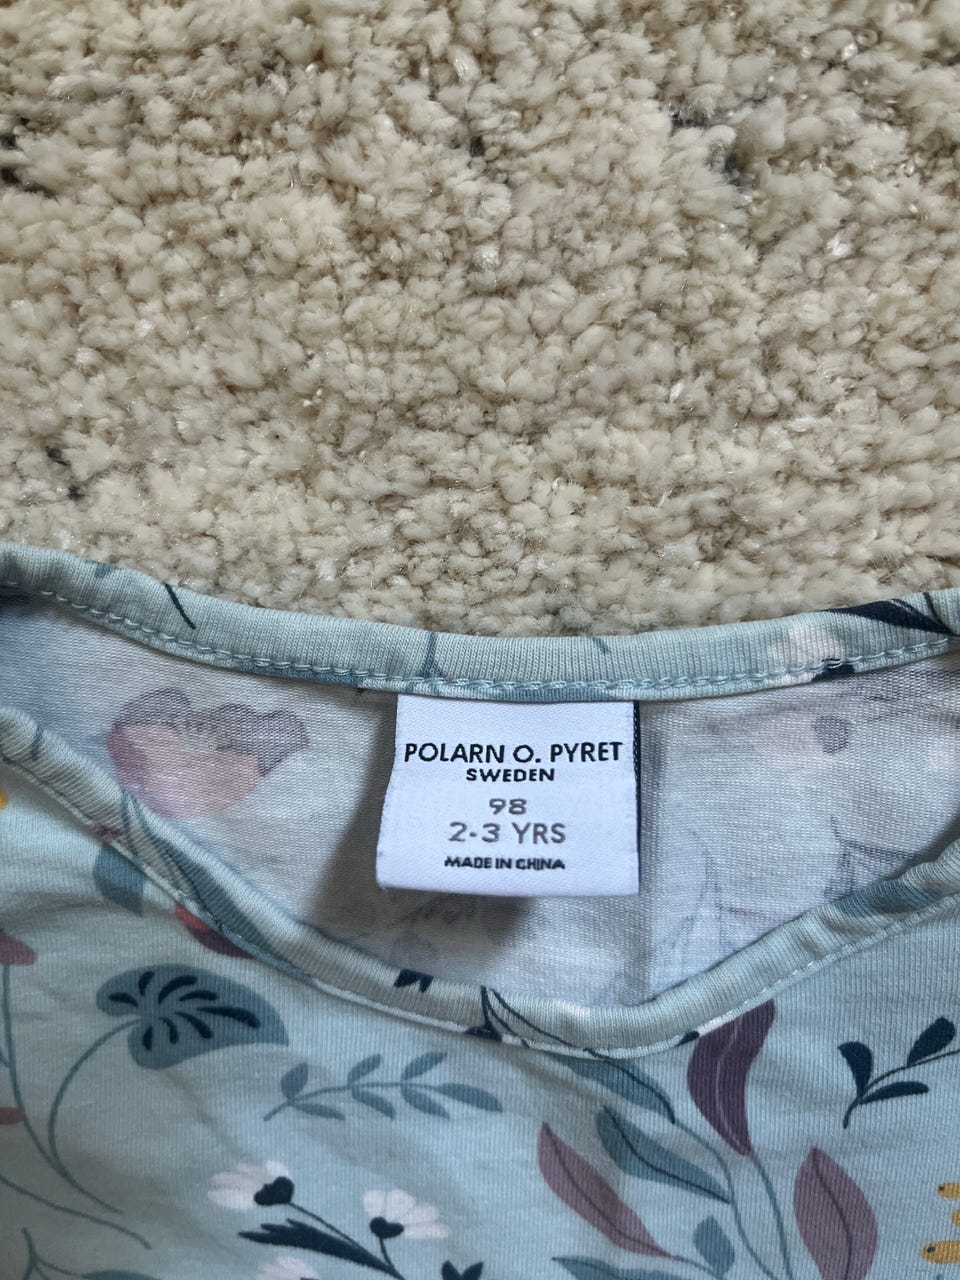 POLARN O. PYRET
SWEDEN
98
2-3 YRS
MADE IN CHINA